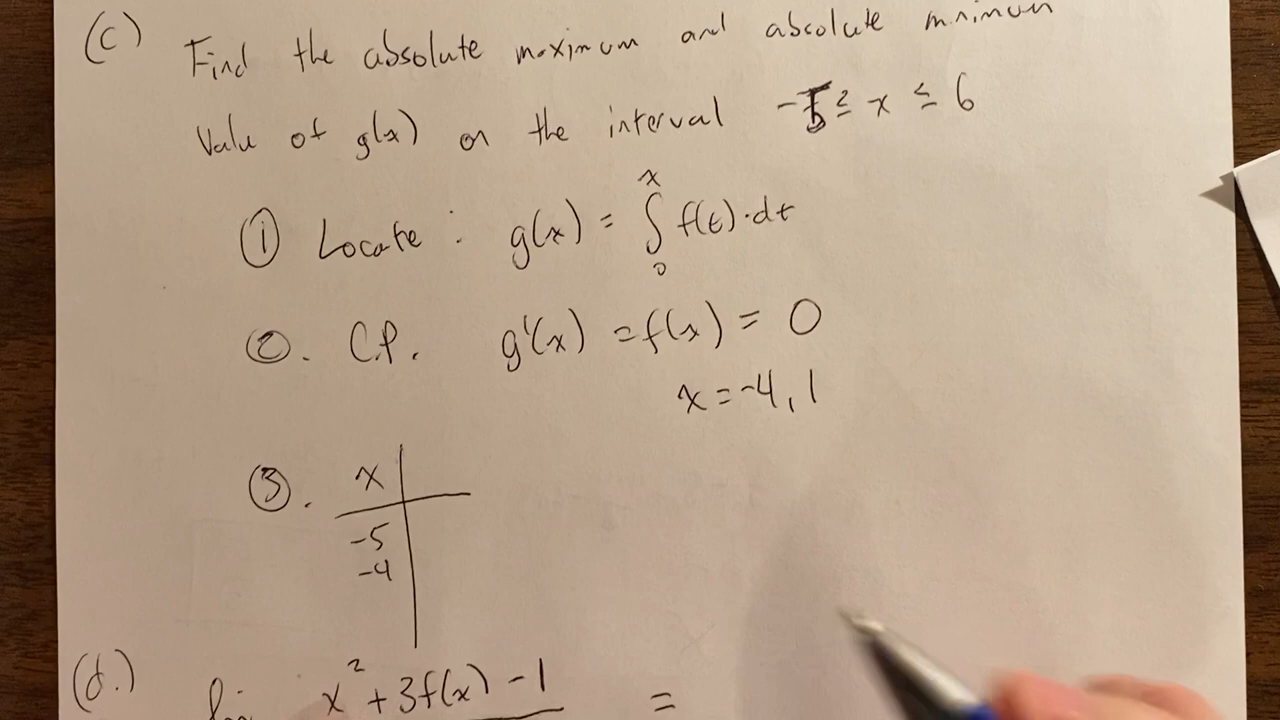 (c) Find the absolute maximum and absolute minimum
Value of g(x) on the interval -5 ≤ x ≤ 6
① Locate : g(x) = ∫₀ˣ f(t)·dt
②. C.P. g'(x) = f(x) = 0
x = -4, 1
③. x
-5
-4
(d.) lim x² + 3f(x) - 1 =